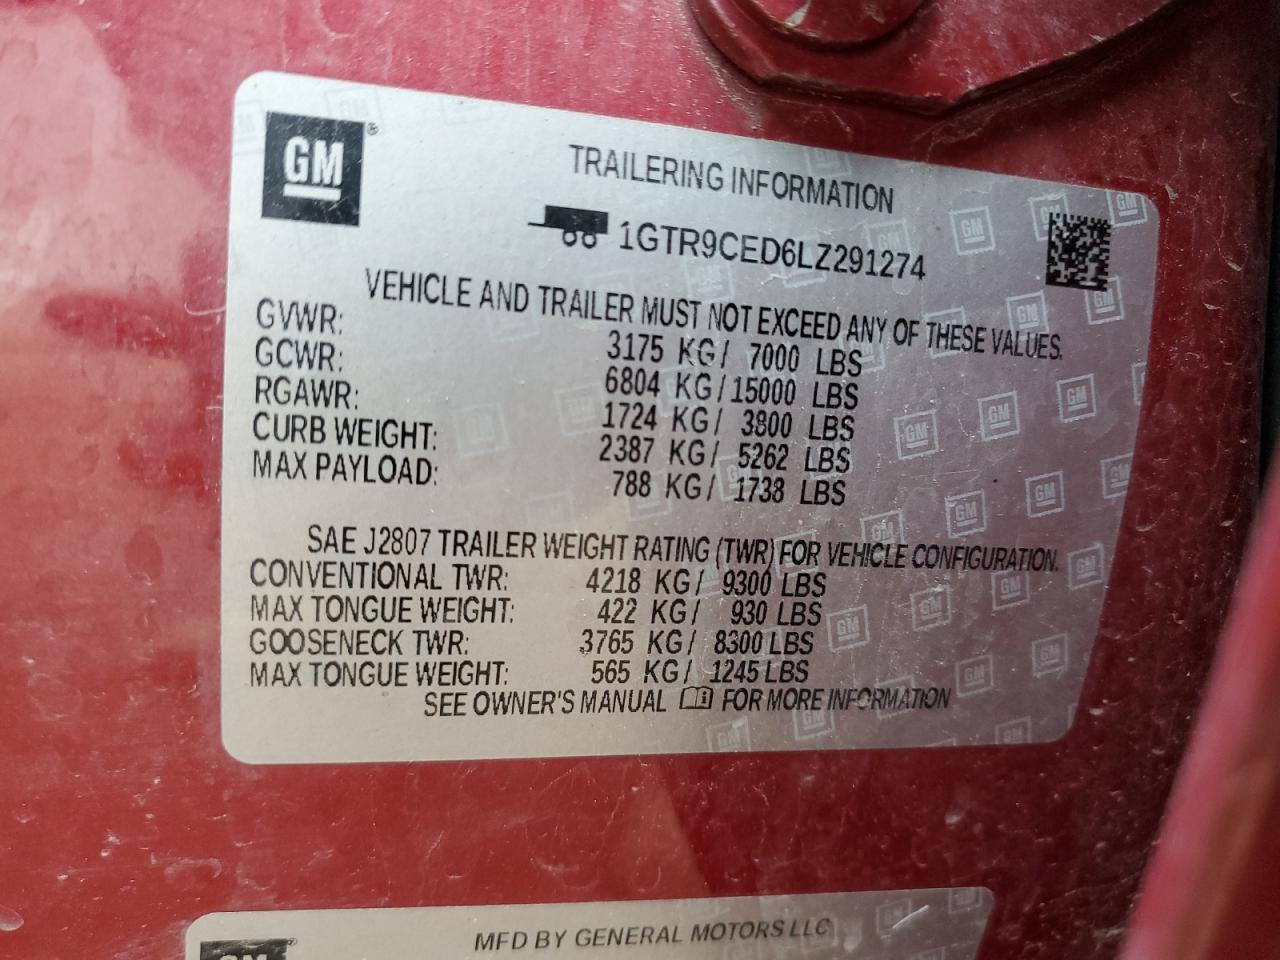 GM®
TRAILERING INFORMATION
1GTR9CED6LZ291274
VEHICLE AND TRAILER MUST NOT EXCEED ANY OF THESE VALUES.
GVWR: 3175 KG/ 7000 LBS
GCWR: 6804 KG/15000 LBS
RGAWR: 1724 KG/ 3800 LBS
CURB WEIGHT: 2387 KG/ 5262 LBS
MAX PAYLOAD: 788 KG/ 1738 LBS
SAE J2807 TRAILER WEIGHT RATING (TWR) FOR VEHICLE CONFIGURATION.
CONVENTIONAL TWR: 4218 KG/ 9300 LBS
MAX TONGUE WEIGHT: 422 KG/ 930 LBS
GOOSENECK TWR: 3765 KG/ 8300 LBS
MAX TONGUE WEIGHT: 565 KG/ 1245 LBS
SEE OWNER'S MANUAL FOR MORE INFORMATION
GM®
MFD BY GENERAL MOTORS LLC